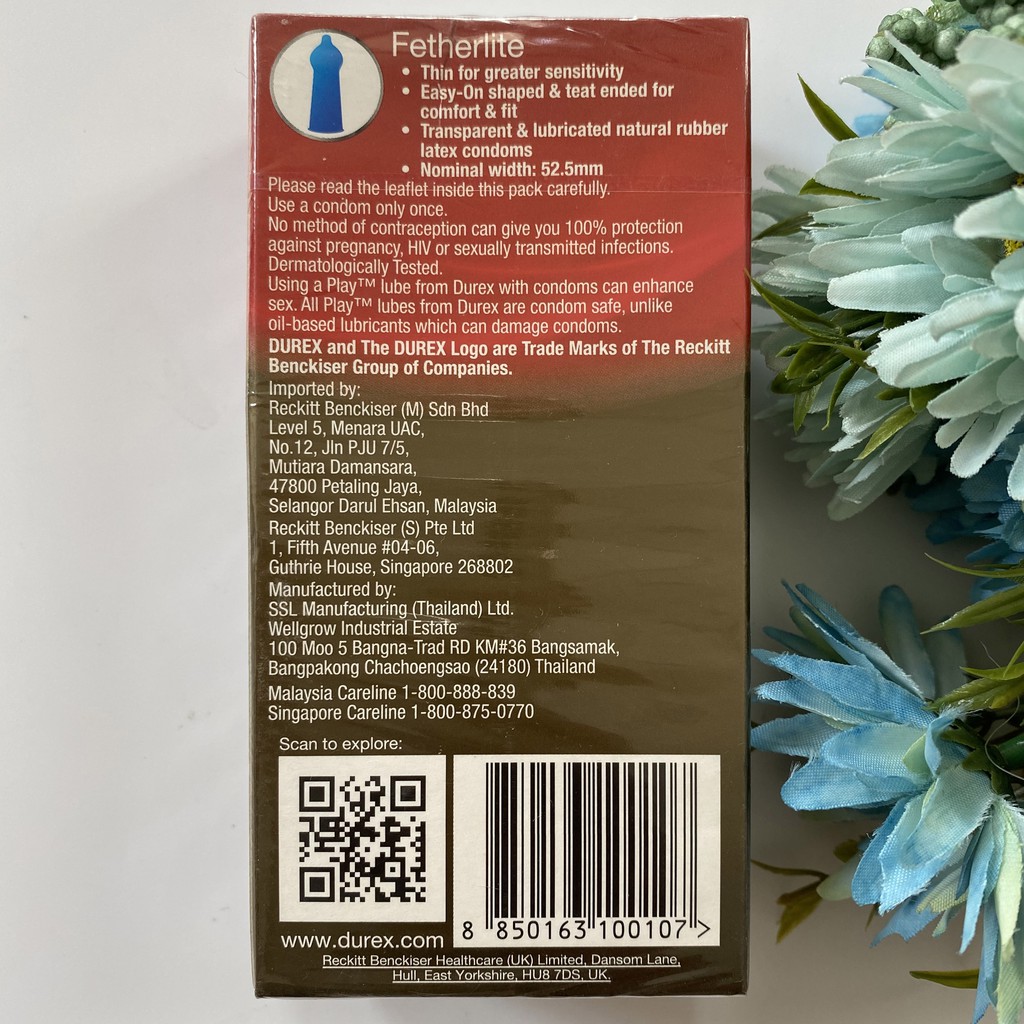 Fetherlite
• Thin for greater sensitivity
• Easy-On shaped & teat ended for
comfort & fit
• Transparent & lubricated natural rubber
latex condoms
• Nominal width: 52.5mm
Please read the leaflet inside this pack carefully.
Use a condom only once.
No method of contraception can give you 100% protection
against pregnancy, HIV or sexually transmitted infections.
Dermatologically Tested.
Using a Play™ lube from Durex with condoms can enhance
sex. All Play™ lubes from Durex are condom safe, unlike
oil-based lubricants which can damage condoms.
DUREX and The DUREX Logo are Trade Marks of The Reckitt
Benckiser Group of Companies.
Imported by:
Reckitt Benckiser (M) Sdn Bhd
Level 5, Menara UAC,
No.12, Jln PJU 7/5,
Mutiara Damansara,
47800 Petaling Jaya,
Selangor Darul Ehsan, Malaysia
Reckitt Benckiser (S) Pte Ltd
1, Fifth Avenue #04-06,
Guthrie House, Singapore 268802
Manufactured by:
SSL Manufacturing (Thailand) Ltd.
Wellgrow Industrial Estate
100 Moo 5 Bangna-Trad RD KM#36 Bangsamak,
Bangpakong Chachoengsao (24180) Thailand
Malaysia Careline 1-800-888-839
Singapore Careline 1-800-875-0770
Scan to explore:
8 850163 100107 >
www.durex.com
Reckitt Benckiser Healthcare (UK) Limited, Dansom Lane,
Hull, East Yorkshire, HU8 7DS, UK.